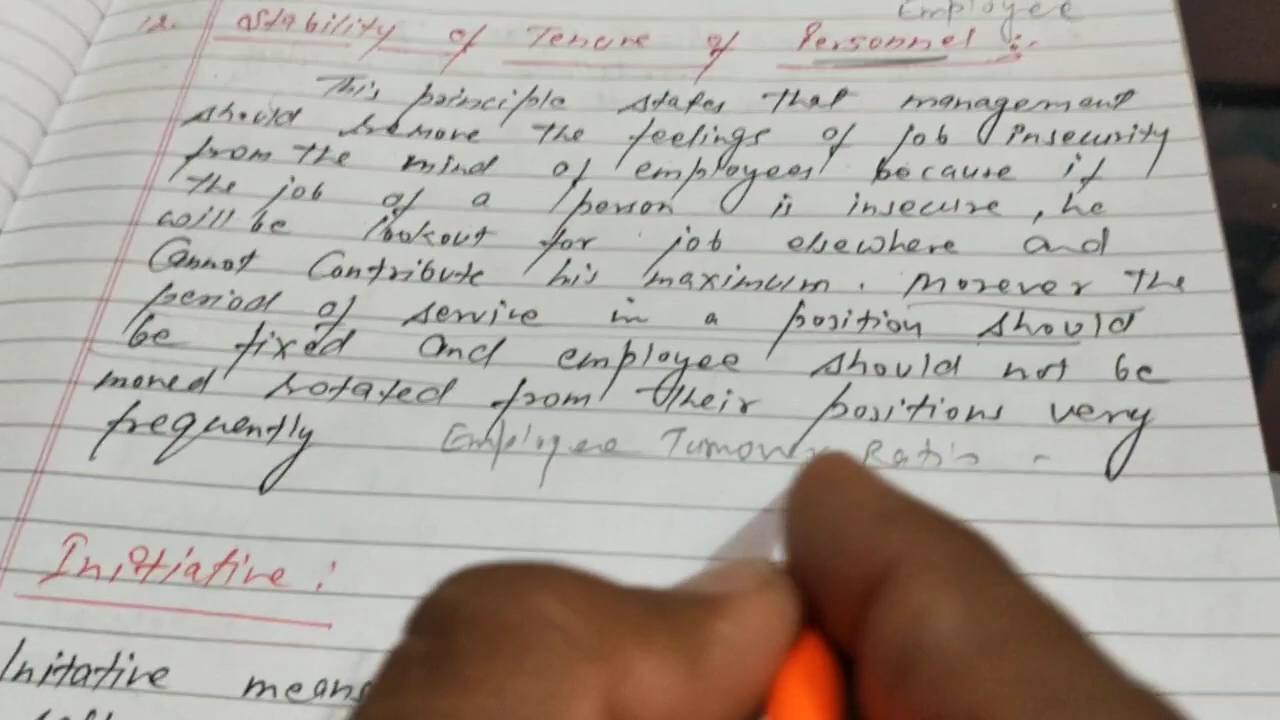 Employee
12. Stability of Tenure of Personnel :-
This principle states that management
should remove the feelings of job insecurity
from the mind of employees because if
the job of a person is insecure, he
will be lookout for job elsewhere and
Cannot Contribute his maximum. Morever the
period of service in a position should
be fixed and employee should not be
moved rotated from their positions very
frequently Employee Turnover Ratio -
Initiative :
Initative means